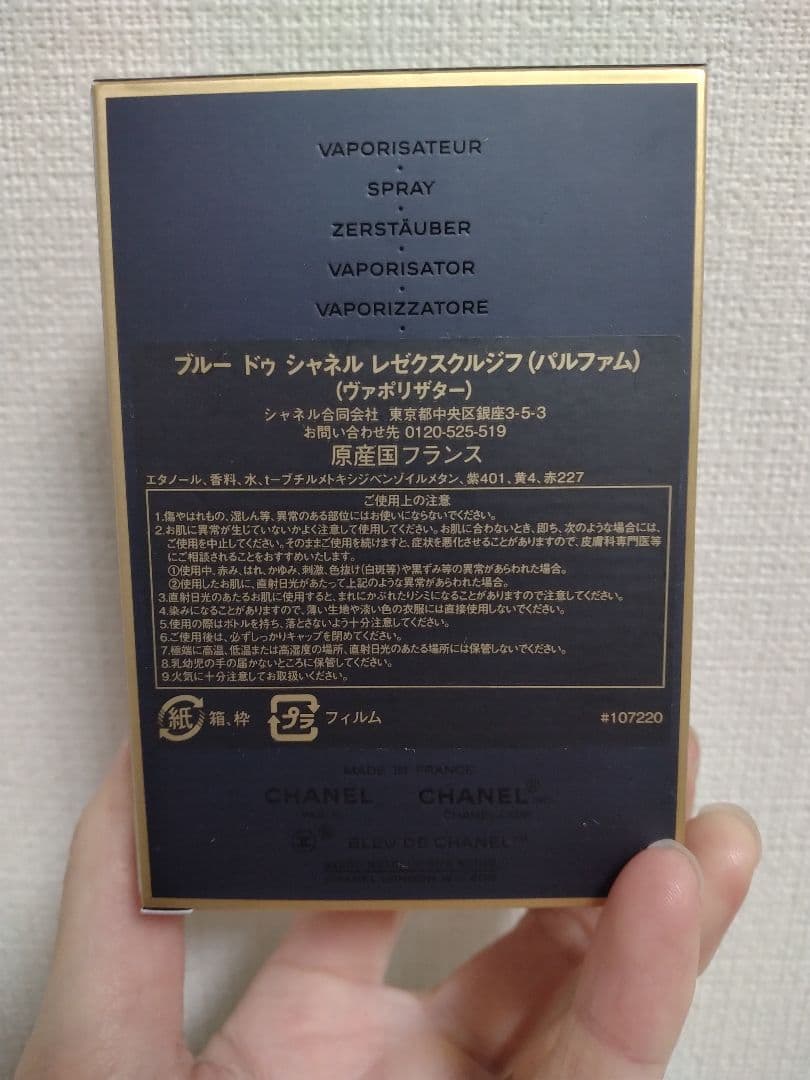 VAPORISATEUR
SPRAY
ZERSTÄUBER
VAPORISATOR
VAPORIZZATORE
ブルー ドゥ シャネル レゼクスクルジフ(パルファム)
(ヴァポリザター)
シャネル合同会社 東京都中央区銀座3-5-3
お問い合わせ先 0120-525-519
原産国フランス
エタノール、香料、水、t-ブチルメトキシジベンゾイルメタン、紫401、黄4、赤227
ご使用上の注意
1.傷やはれもの、湿しん等、異常のある部位にはお使いにならないでください。
2.お肌に異常が生じていないかよく注意して使用してください。お肌に合わないとき、即ち、次のような場合には、
ご使用を中止してください。そのままご使用を続けますと、症状を悪化させることがありますので、皮膚科専門医等
にご相談されることをおすすめいたします。
①使用中、赤み、はれ、かゆみ、刺激、色抜け(白斑等)や黒ずみ等の異常があらわれた場合。
②使用したお肌に、直射日光があたって上記のような異常があらわれた場合。
3.直射日光のあたるお肌に使用すると、まれにかぶれたりシミになることがありますので注意してください。
4.染みになることがありますので、薄い生地や淡い色の衣服には直接使用しないでください。
5.使用の際はボトルを持ち、落とさないよう十分注意してください。
6.ご使用後は、必ずしっかりキャップを閉めてください。
7.極端に高温、低温または高湿度の場所、直射日光のあたる場所には保管しないでください。
8.乳幼児の手の届かないところに保管してください。
9.火気に十分注意してお取扱いください。
紙 箱、枠 プラ フィルム #107220
MADE IN FRANCE
CHANEL CHANEL® INC.
BLEU DE CHANEL™